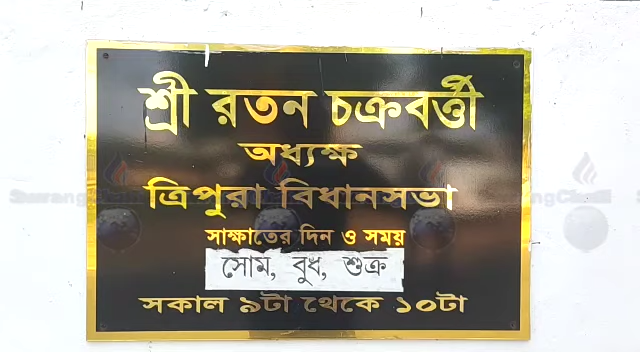 শ্রী রতন চক্রবর্ত্তী
অধ্যক্ষ
ত্রিপুরা বিধানসভা
সাক্ষাতের দিন ও সময়
সোম, বুধ, শুক্র
সকাল ৯টা থেকে ১০টা